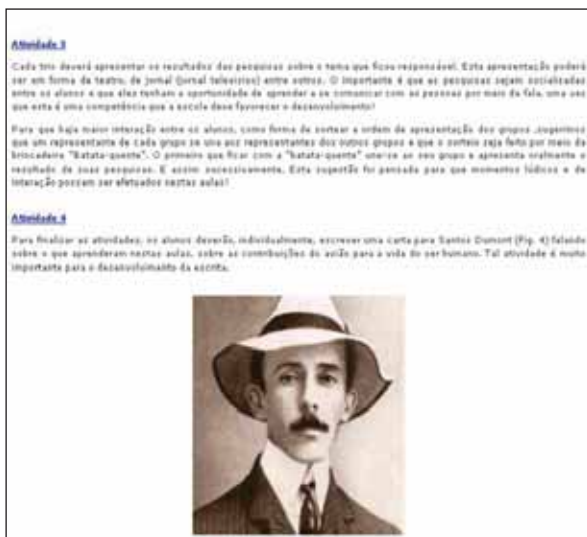 Atividade 3
Cada trio deverá apresentar os resultados das pesquisas sobre o tema que ficou responsável. Esta apresentação poderá
ser em forma de teatro, de jornal (jornal televisivo) entre outros. O importante é que as pesquisas sejam socializadas
entre os alunos e que eles tenham a oportunidade de aprender a se comunicar com as pessoas por meio da fala, uma vez
que esta é uma competência que a escola deve favorecer o desenvolvimento!
Para que haja maior interação entre os alunos, como forma de sortear a ordem de apresentação dos grupos ,sugerimos
que um representante de cada grupo se una aos representantes dos outros grupos e que o sorteio seja feito por meio da
brincadeira "Batata-quente". O primeiro que ficar com a "batata-quente" une-se ao seu grupo e apresenta oralmente o
resultado de suas pesquisas. E assim sucessivamente. Esta sugestão foi pensada para que momentos lúdicos e de
interação possam ser efetuados nestas aulas!
Atividade 4
Para finalizar as atividades, os alunos deverão, individualmente, escrever uma carta para Santos Dumont (Fig. 4) falando
sobre o que aprenderam nestas aulas, sobre as contribuições do avião para a vida do ser humano. Tal atividade é muito
importante para o desenvolvimento da escrita.